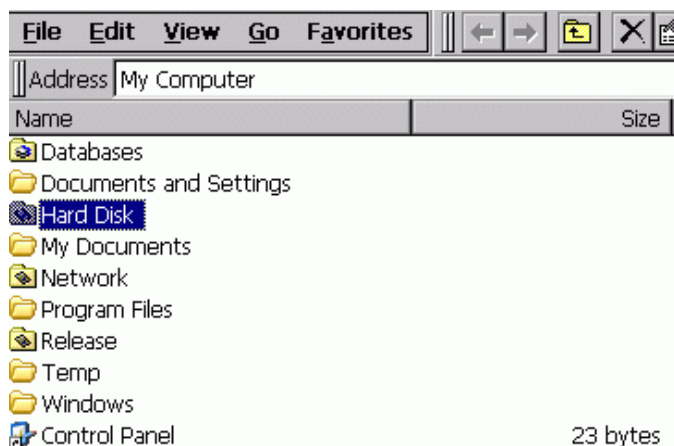 File Edit View Go Favorites
Address My Computer
Name Size
Databases
Documents and Settings
Hard Disk
My Documents
Network
Program Files
Release
Temp
Windows
Control Panel 23 bytes